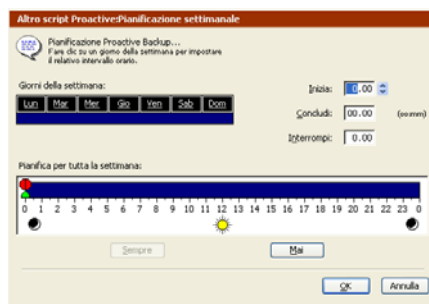 Altro script Proactive:Pianificazione settimanale
Pianificazione Proactive Backup...
Fare clic su un giorno della settimana per impostare
il relativo intervallo orario.
Giorni della settimana:
Lun Mar Mer Gio Ven Sab Dom
Inizia: 0.00
Concludi: 00.00 (oo:mm)
Interrompi: 0.00
Pianifica per tutta la settimana:
0 1 2 3 4 5 6 7 8 9 10 11 12 13 14 15 16 17 18 19 20 21 22 23 0
Sempre Mai
OK Annulla